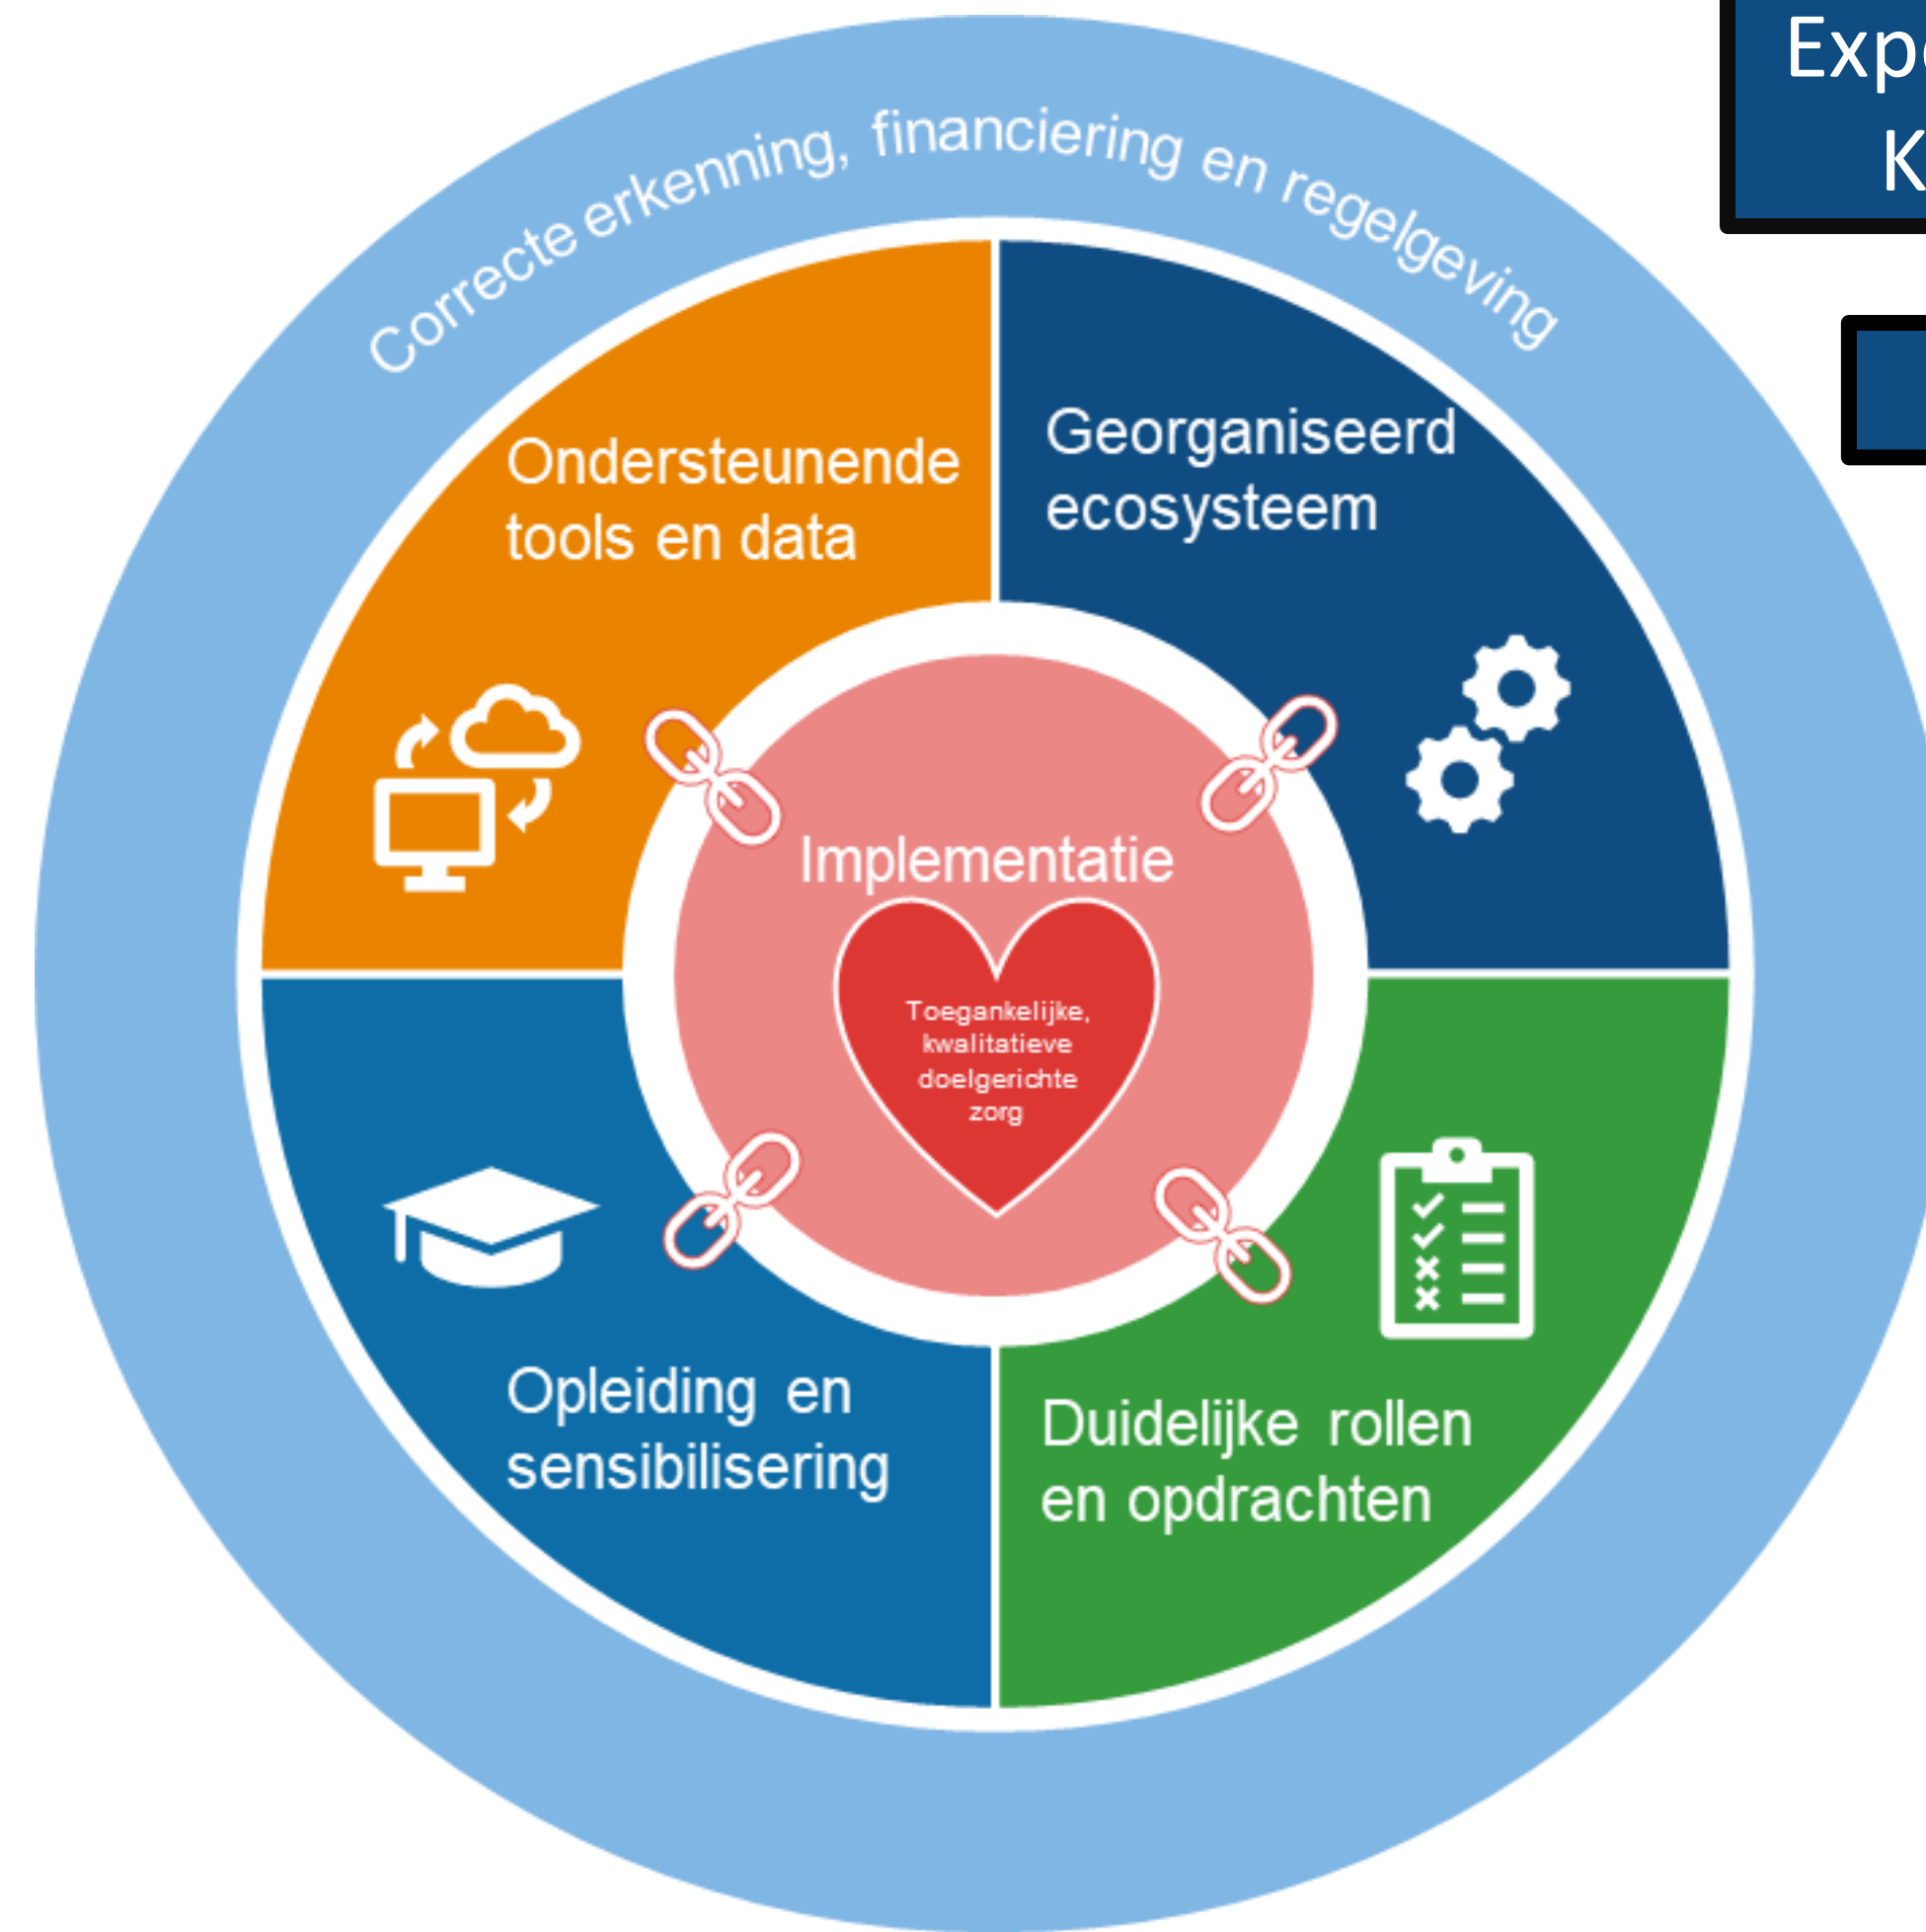 Correcte erkenning, financiering en regelgeving
Ondersteunende
tools en data
Georganiseerd
ecosysteem
Implementatie
Toegankelijke,
kwalitatieve
doelgerichte
zorg
Opleiding en
sensibilisering
Duidelijke rollen
en opdrachten